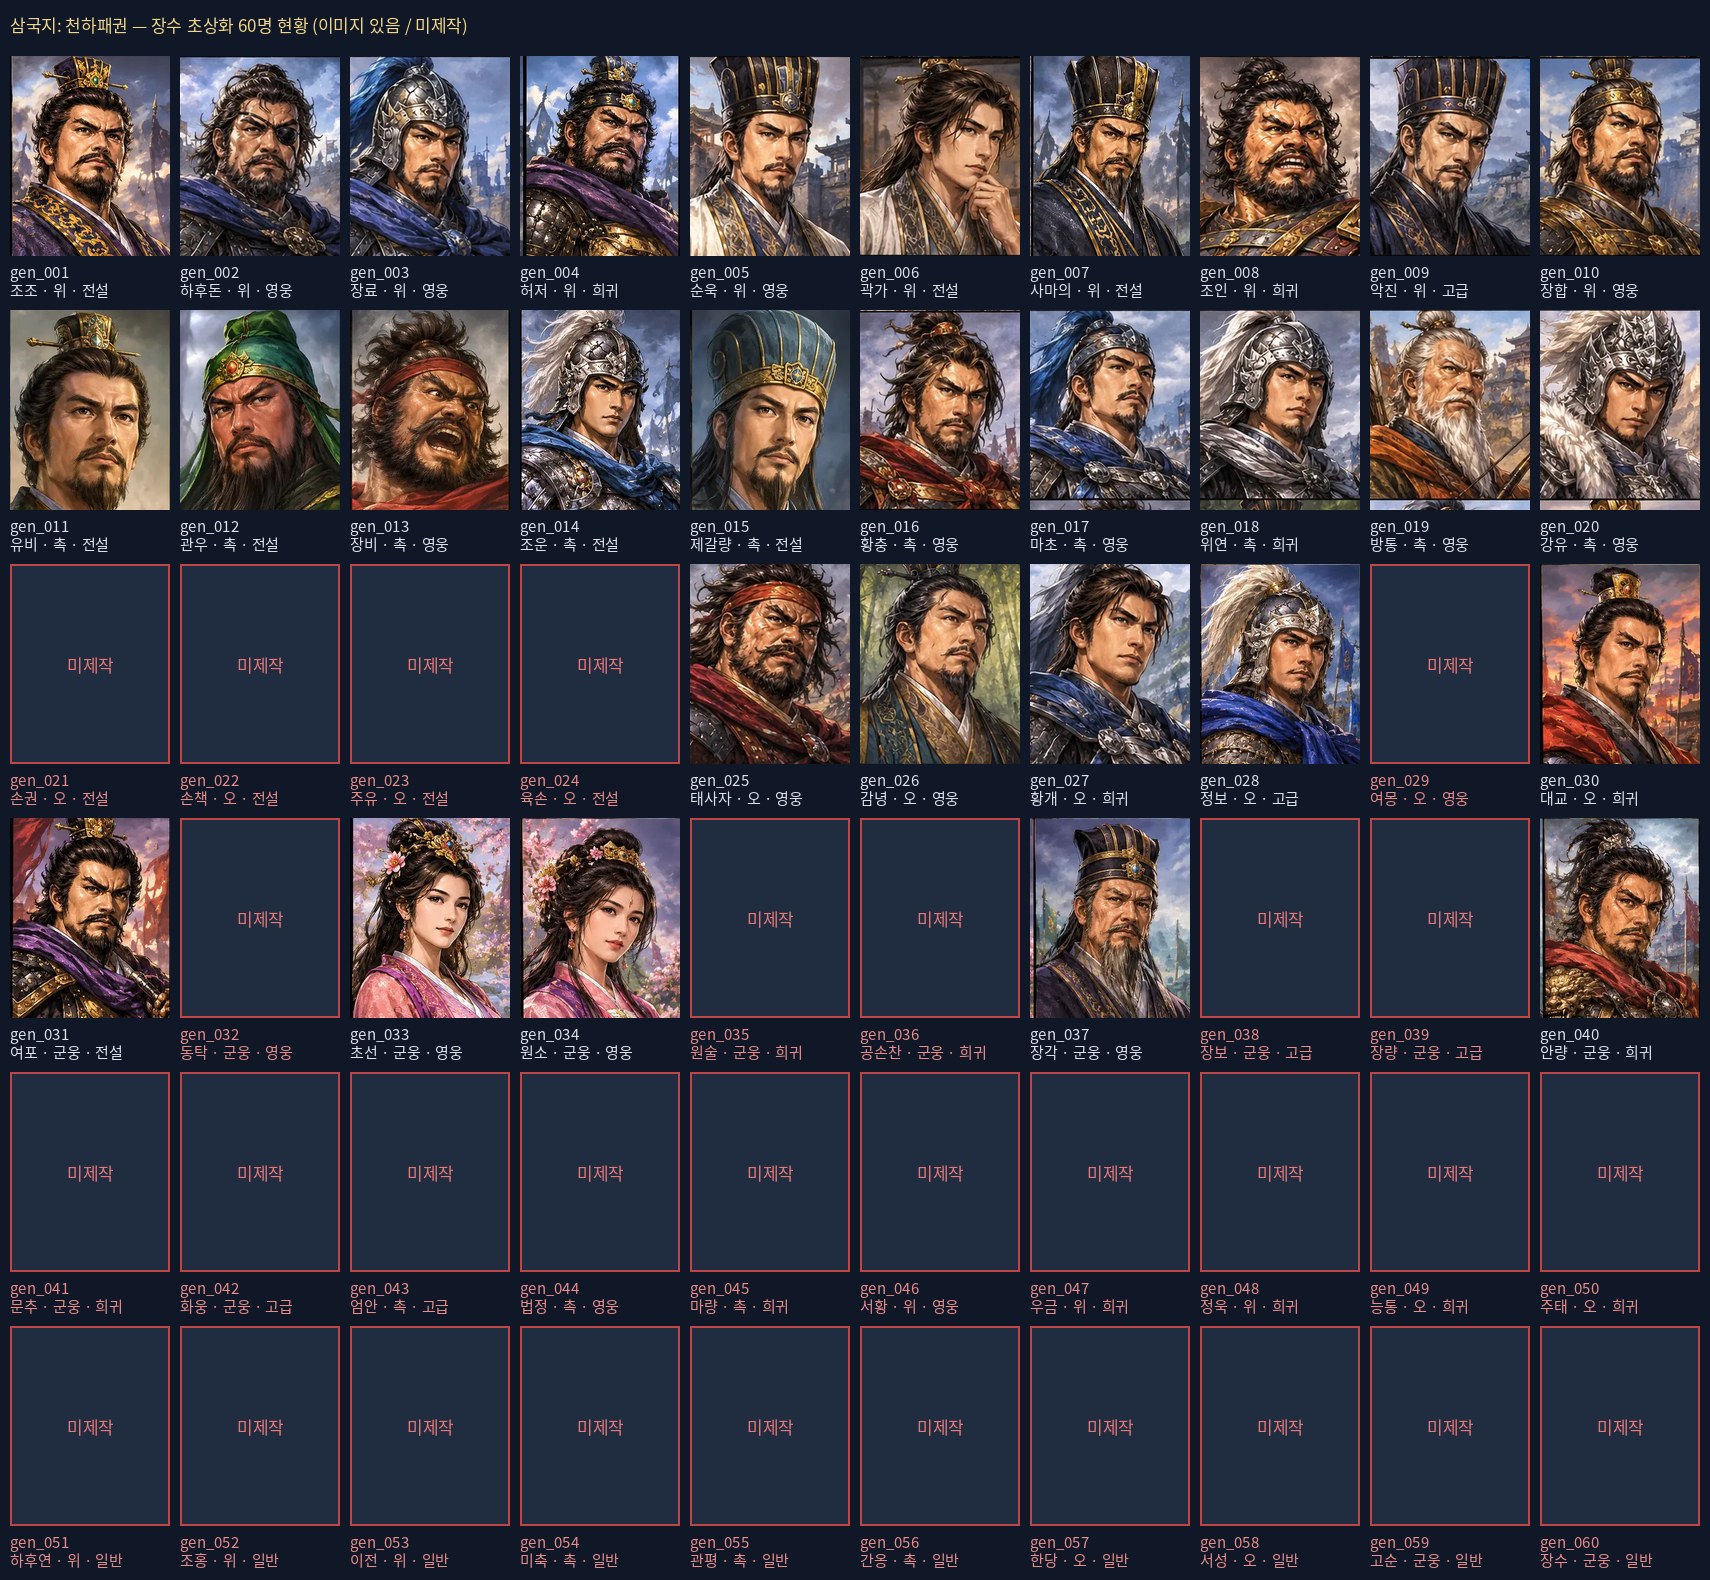 삼국지: 천하패권 — 장수 초상화 60명 현황 (이미지 있음 / 미제작)
gen_001
조조 · 위 · 전설
gen_002
하후돈 · 위 · 영웅
gen_003
장료 · 위 · 영웅
gen_004
허저 · 위 · 희귀
gen_005
순욱 · 위 · 영웅
gen_006
곽가 · 위 · 전설
gen_007
사마의 · 위 · 전설
gen_008
조인 · 위 · 희귀
gen_009
악진 · 위 · 고급
gen_010
장합 · 위 · 영웅
gen_011
유비 · 촉 · 전설
gen_012
관우 · 촉 · 전설
gen_013
장비 · 촉 · 영웅
gen_014
조운 · 촉 · 전설
gen_015
제갈량 · 촉 · 전설
gen_016
황충 · 촉 · 영웅
gen_017
마초 · 촉 · 영웅
gen_018
위연 · 촉 · 희귀
gen_019
방통 · 촉 · 영웅
gen_020
강유 · 촉 · 영웅
미제작
gen_021
손권 · 오 · 전설
미제작
gen_022
손책 · 오 · 전설
미제작
gen_023
주유 · 오 · 전설
미제작
gen_024
육손 · 오 · 전설
gen_025
태사자 · 오 · 영웅
gen_026
감녕 · 오 · 영웅
gen_027
황개 · 오 · 희귀
gen_028
정보 · 오 · 고급
미제작
gen_029
여몽 · 오 · 영웅
gen_030
대교 · 오 · 희귀
gen_031
여포 · 군웅 · 전설
미제작
gen_032
동탁 · 군웅 · 영웅
gen_033
초선 · 군웅 · 영웅
gen_034
원소 · 군웅 · 영웅
미제작
gen_035
원술 · 군웅 · 희귀
미제작
gen_036
공손찬 · 군웅 · 희귀
gen_037
장각 · 군웅 · 영웅
미제작
gen_038
장보 · 군웅 · 고급
미제작
gen_039
장량 · 군웅 · 고급
gen_040
안량 · 군웅 · 희귀
미제작
gen_041
문추 · 군웅 · 희귀
미제작
gen_042
화웅 · 군웅 · 고급
미제작
gen_043
엄안 · 촉 · 고급
미제작
gen_044
법정 · 촉 · 영웅
미제작
gen_045
마량 · 촉 · 희귀
미제작
gen_046
서황 · 위 · 영웅
미제작
gen_047
우금 · 위 · 희귀
미제작
gen_048
정욱 · 위 · 희귀
미제작
gen_049
능통 · 오 · 희귀
미제작
gen_050
주태 · 오 · 희귀
미제작
gen_051
하후연 · 위 · 일반
미제작
gen_052
조홍 · 위 · 일반
미제작
gen_053
이전 · 위 · 일반
미제작
gen_054
미축 · 촉 · 일반
미제작
gen_055
관평 · 촉 · 일반
미제작
gen_056
간옹 · 촉 · 일반
미제작
gen_057
한당 · 오 · 일반
미제작
gen_058
서성 · 오 · 일반
미제작
gen_059
고순 · 군웅 · 일반
미제작
gen_060
장수 · 군웅 · 일반